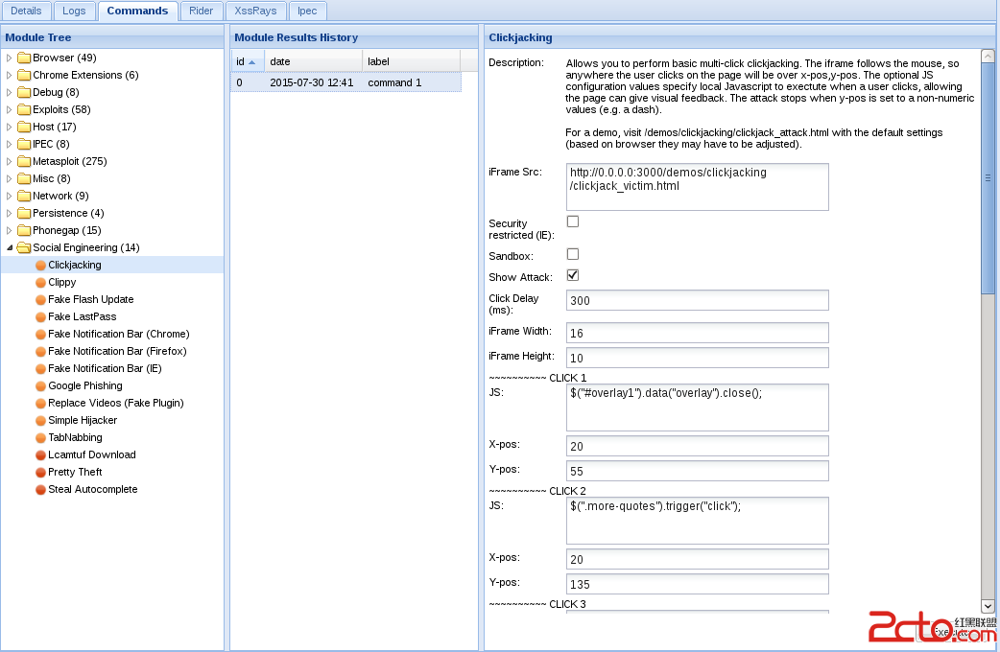 Details Logs Commands Rider XssRays Ipec
Module Tree
Browser (49)
Chrome Extensions (6)
Debug (8)
Exploits (58)
Host (17)
IPEC (8)
Metasploit (275)
Misc (8)
Network (9)
Persistence (4)
Phonegap (15)
Social Engineering (14)
Clickjacking
Clippy
Fake Flash Update
Fake LastPass
Fake Notification Bar (Chrome)
Fake Notification Bar (Firefox)
Fake Notification Bar (IE)
Google Phishing
Replace Videos (Fake Plugin)
Simple Hijacker
TabNabbing
Lcamtuf Download
Pretty Theft
Steal Autocomplete
Module Results History
id date label
0 2015-07-30 12:41 command 1
Clickjacking
Description: Allows you to perform basic multi-click clickjacking. The iframe follows the mouse, so
anywhere the user clicks on the page will be over x-pos,y-pos. The optional JS
configuration values specify local Javascript to exectute when a user clicks, allowing
the page can give visual feedback. The attack stops when y-pos is set to a non-numeric
values (e.g. a dash).
For a demo, visit /demos/clickjacking/clickjack_attack.html with the default settings
(based on browser they may have to be adjusted).
iFrame Src: http://0.0.0.0:3000/demos/clickjacking
/clickjack_victim.html
Security
restricted (IE):
Sandbox:
Show Attack:
Click Delay
(ms): 300
iFrame Width: 16
iFrame Height: 10
~~~~~~~~~~ CLICK 1
JS: $("#overlay1").data("overlay").close();
X-pos: 20
Y-pos: 55
~~~~~~~~~~ CLICK 2
JS: $(".more-quotes").trigger("click");
X-pos: 20
Y-pos: 135
~~~~~~~~~~ CLICK 3
2cto.com
红黑联盟